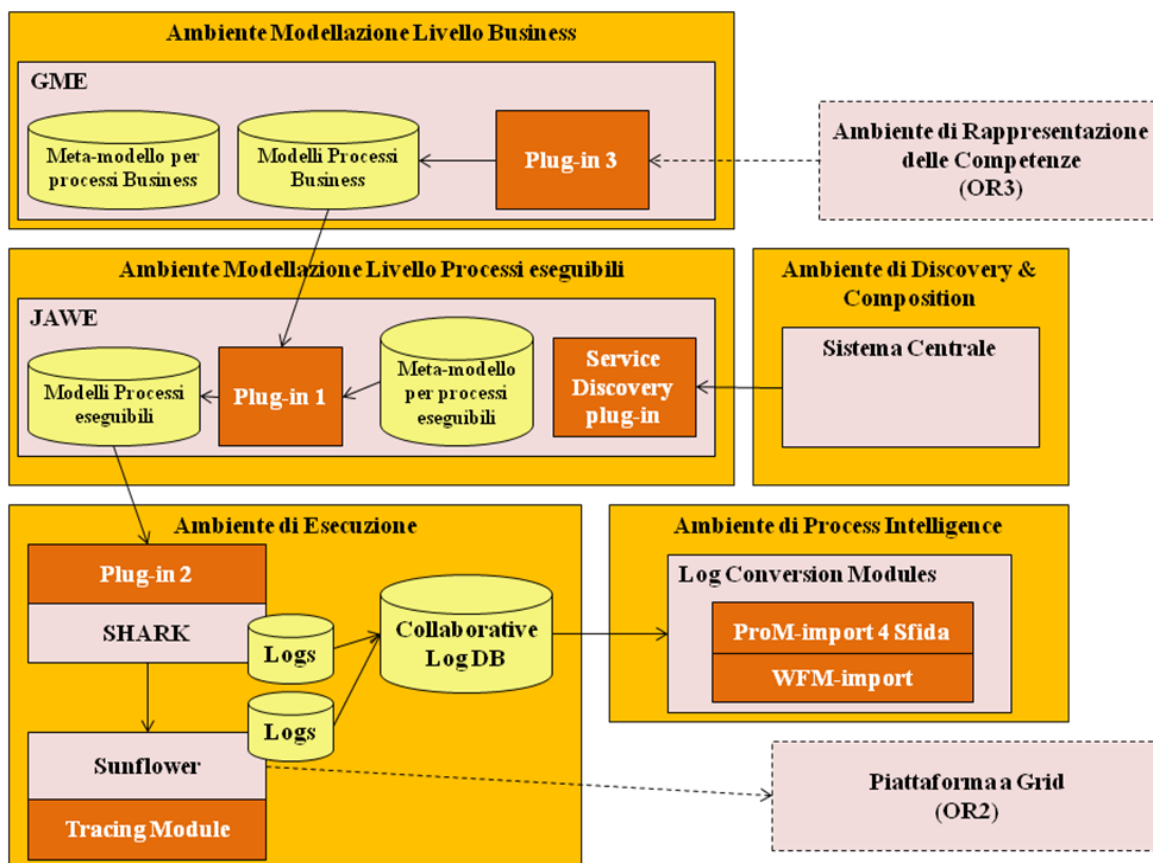 Ambiente Modellazione Livello Business
GME
Meta-modello per
processi Business
Modelli Processi
Business
Plug-in 3
Ambiente di Rappresentazione
delle Competenze
(OR3)
Ambiente Modellazione Livello Processi eseguibili
JAWE
Modelli Processi
eseguibili
Plug-in 1
Meta-modello
per processi
eseguibili
Service
Discovery
plug-in
Ambiente di Discovery &
Composition
Sistema Centrale
Ambiente di Esecuzione
Plug-in 2
SHARK
Logs
Logs
Sunflower
Tracing Module
Collaborative
Log DB
Ambiente di Process Intelligence
Log Conversion Modules
ProM-import 4 Sfida
WFM-import
Piattaforma a Grid
(OR2)